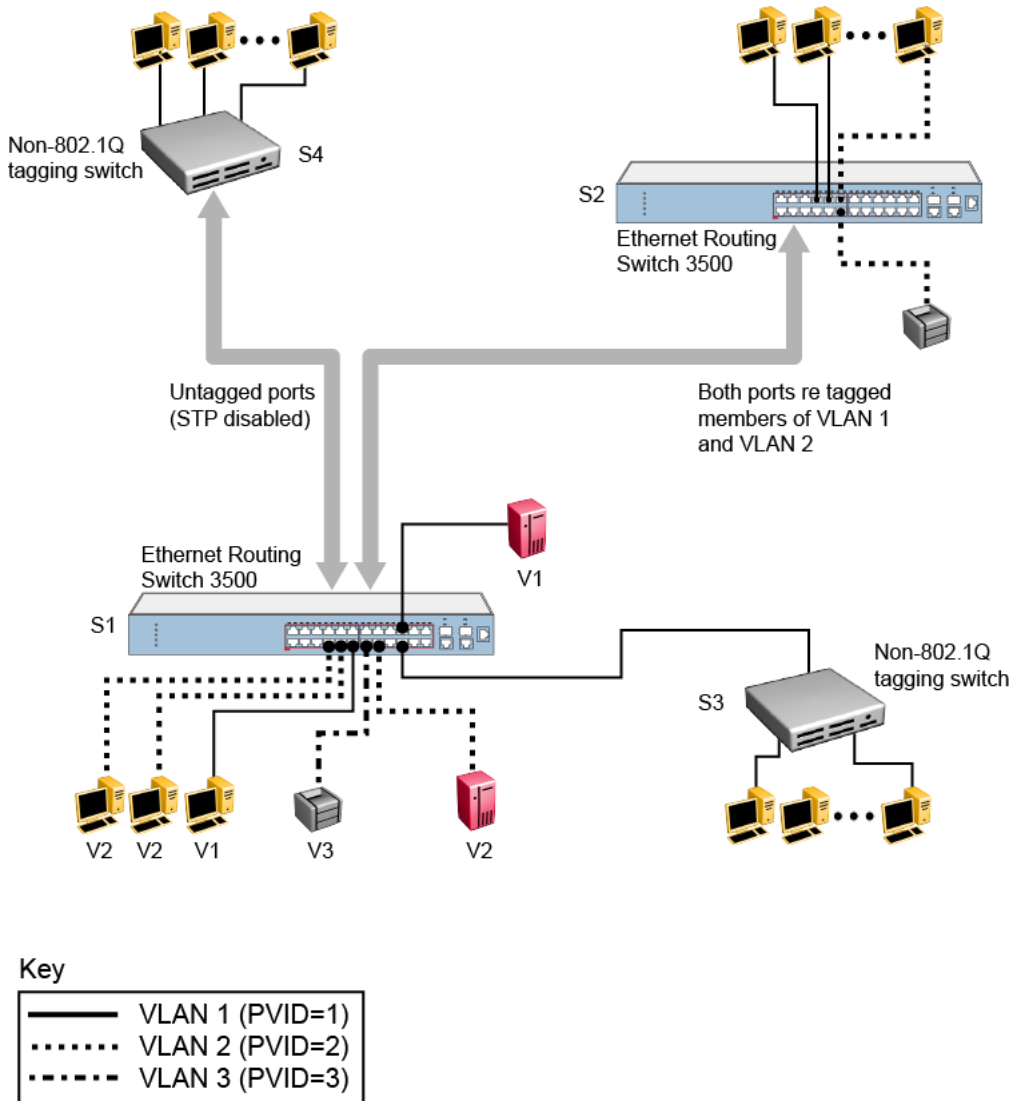 Non-802.1Q
tagging switch
S4
S2
Ethernet Routing
Switch 3500
Untagged ports
(STP disabled)
Both ports re tagged
members of VLAN 1
and VLAN 2
Ethernet Routing
Switch 3500
V1
S1
Non-802.1Q
tagging switch
S3
V2 V2 V1 V3 V2
Key
VLAN 1 (PVID=1)
VLAN 2 (PVID=2)
VLAN 3 (PVID=3)